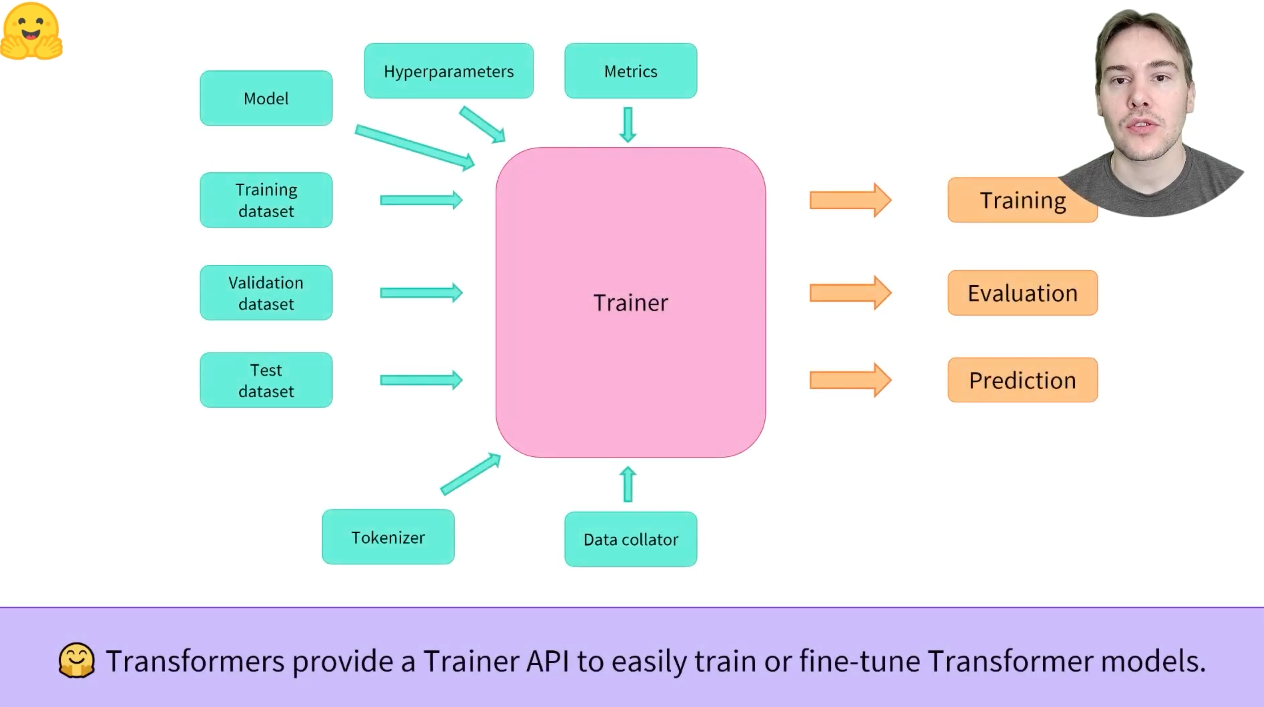 Hyperparameters
Metrics
Model
Training
dataset
Validation
dataset
Test
dataset
Trainer
Training
Evaluation
Prediction
Tokenizer
Data collator
🤗 Transformers provide a Trainer API to easily train or fine-tune Transformer models.